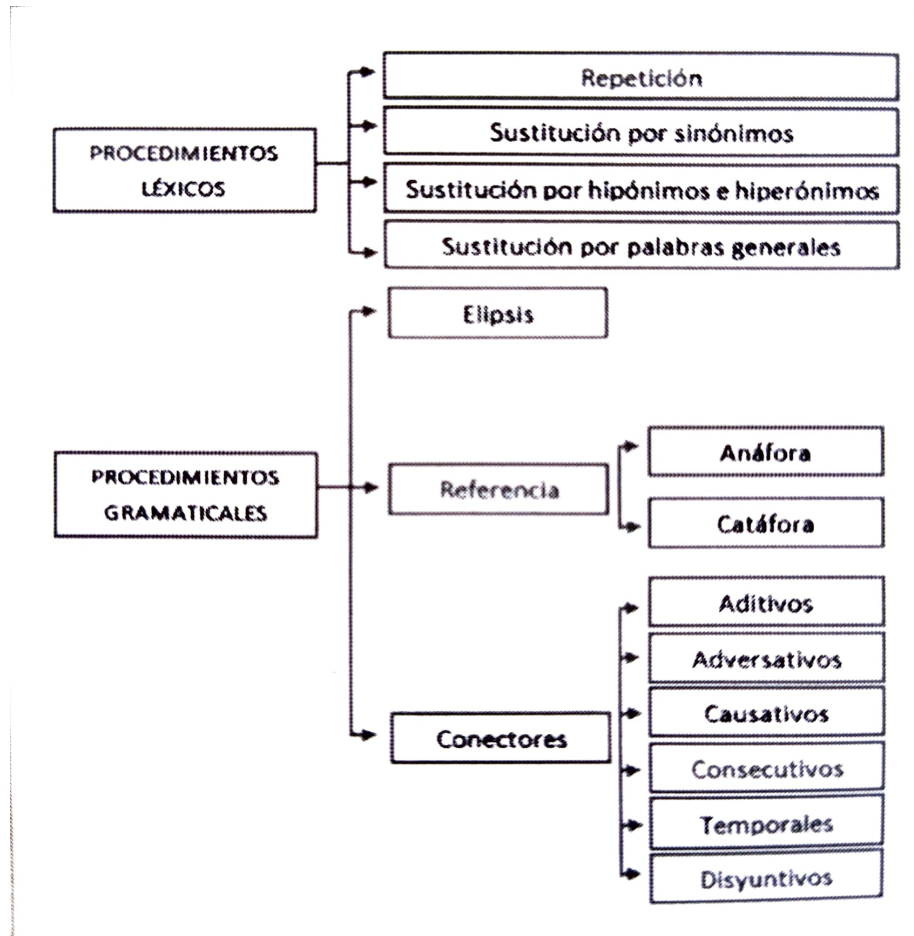 PROCEDIMIENTOS
LÉXICOS
Repetición
Sustitución por sinónimos
Sustitución por hipónimos e hiperónimos
Sustitución por palabras generales
PROCEDIMIENTOS
GRAMATICALES
Elipsis
Referencia
Anáfora
Catáfora
Conectores
Aditivos
Adversativos
Causativos
Consecutivos
Temporales
Disyuntivos